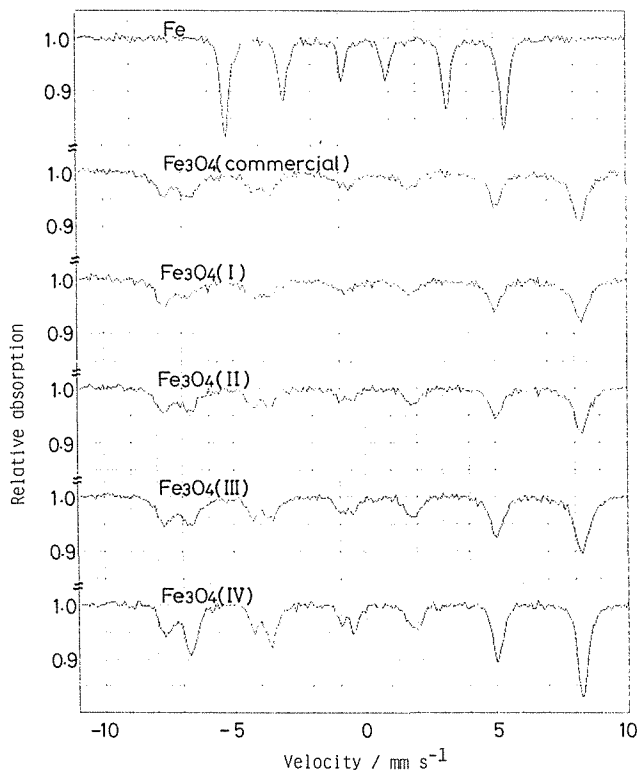 Fe
1.0
0.9
Fe3O4(commercial)
1.0
0.9
Fe3O4(I)
1.0
0.9
Fe3O4(II)
1.0
0.9
Fe3O4(III)
1.0
0.9
Fe3O4(IV)
1.0
0.9
Relative absorption
-10
-5
0
5
10
Velocity / mm s⁻¹